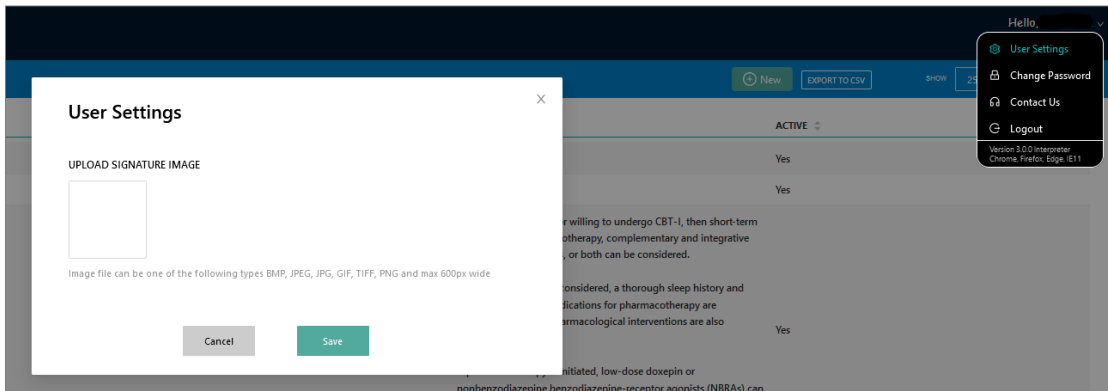 Hello,
User Settings
Change Password
Contact Us
Logout
Version 3.0.0 Interpreter
Chrome, Firefox, Edge, IE11
New
EXPORT TO CSV
SHOW
25
User Settings
X
UPLOAD SIGNATURE IMAGE
Image file can be one of the following types BMP, JPEG, JPG, GIF, TIFF, PNG and max 600px wide
Cancel
Save
ACTIVE
Yes
Yes
r willing to undergo CBT-I, then short-term
otherapy, complementary and integrative
, or both can be considered.
considered, a thorough sleep history and
dications for pharmacotherapy are
armacological interventions are also
Yes
nitiated, low-dose doxepin or
nonbenzodiazepine benzodiazepine-receptor agonists (NBRAs) can